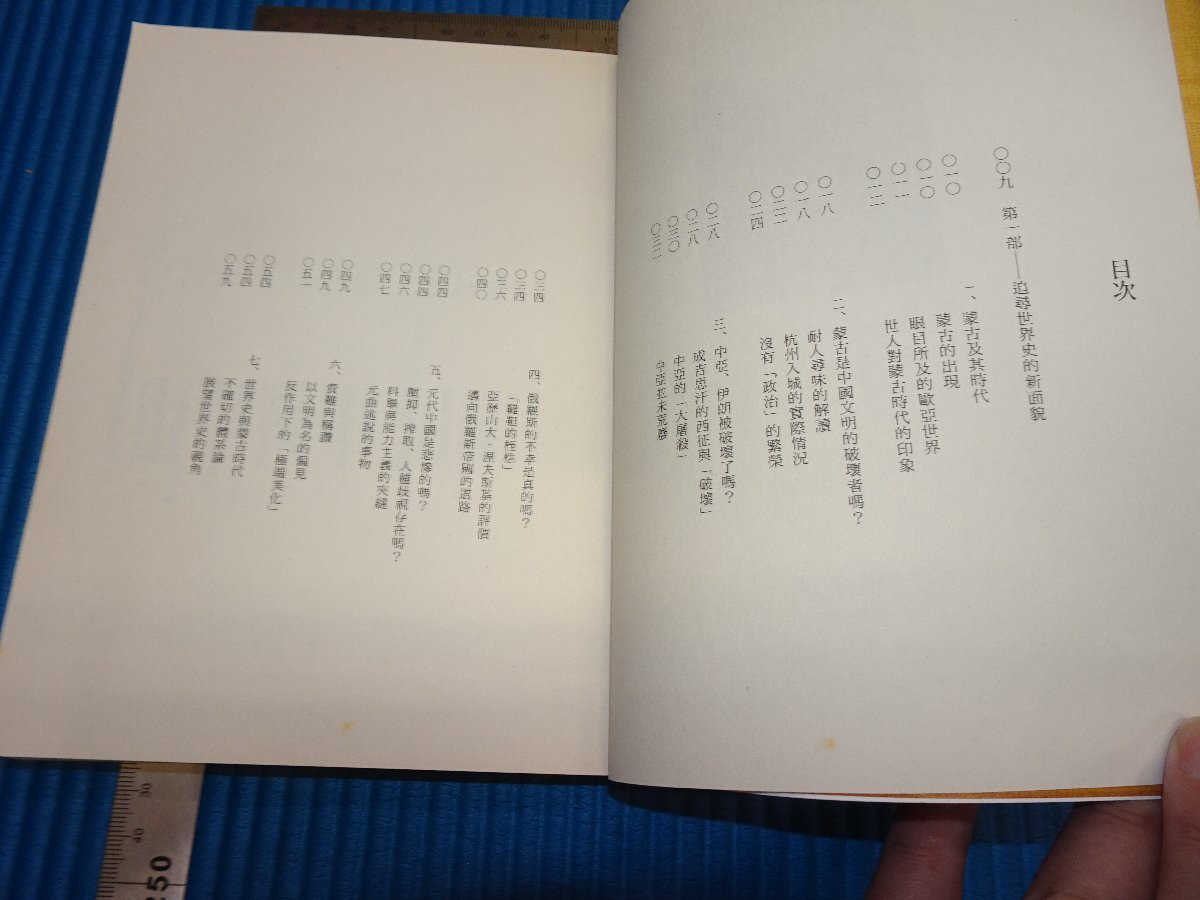 目次
〇〇九 第一部——追尋世界史的新面貌
〇一〇 一、蒙古及其時代
〇一〇 蒙古的出現
〇一一 眼目所及的歐亞世界
〇一二 世人對蒙古時代的印象
〇一八 二、蒙古是中國文明的破壞者嗎？
〇一八 耐人尋味的解讀
〇二二 杭州入城的實際情況
〇二四 沒有「政治」的繁榮
〇二八 三、中亞、伊朗被破壞了嗎？
〇二八 成吉思汗的西征與「破壞」
〇三〇 中亞的「大屠殺」
〇三二 中亞並未荒廢
〇三四 四、俄羅斯的不幸是真的嗎？
〇三四 「韃靼的桎梏」
〇三六 亞歷山大·涅夫斯基的評價
〇四〇 邁向俄羅斯帝國的道路
〇四四 五、元代中國是悲慘的嗎？
〇四四 壓抑、榨取、人種歧視存在嗎？
〇四六 科舉與能力主義的夾縫
〇四七 元曲述說的事物
〇四九 六、責難與稱讚
〇四九 以文明為名的偏見
〇五一 反作用下的「極端美化」
〇五四 七、世界史與蒙古時代
〇五四 不確切的體系論
〇五九 展望世界史的視角
30
40
250